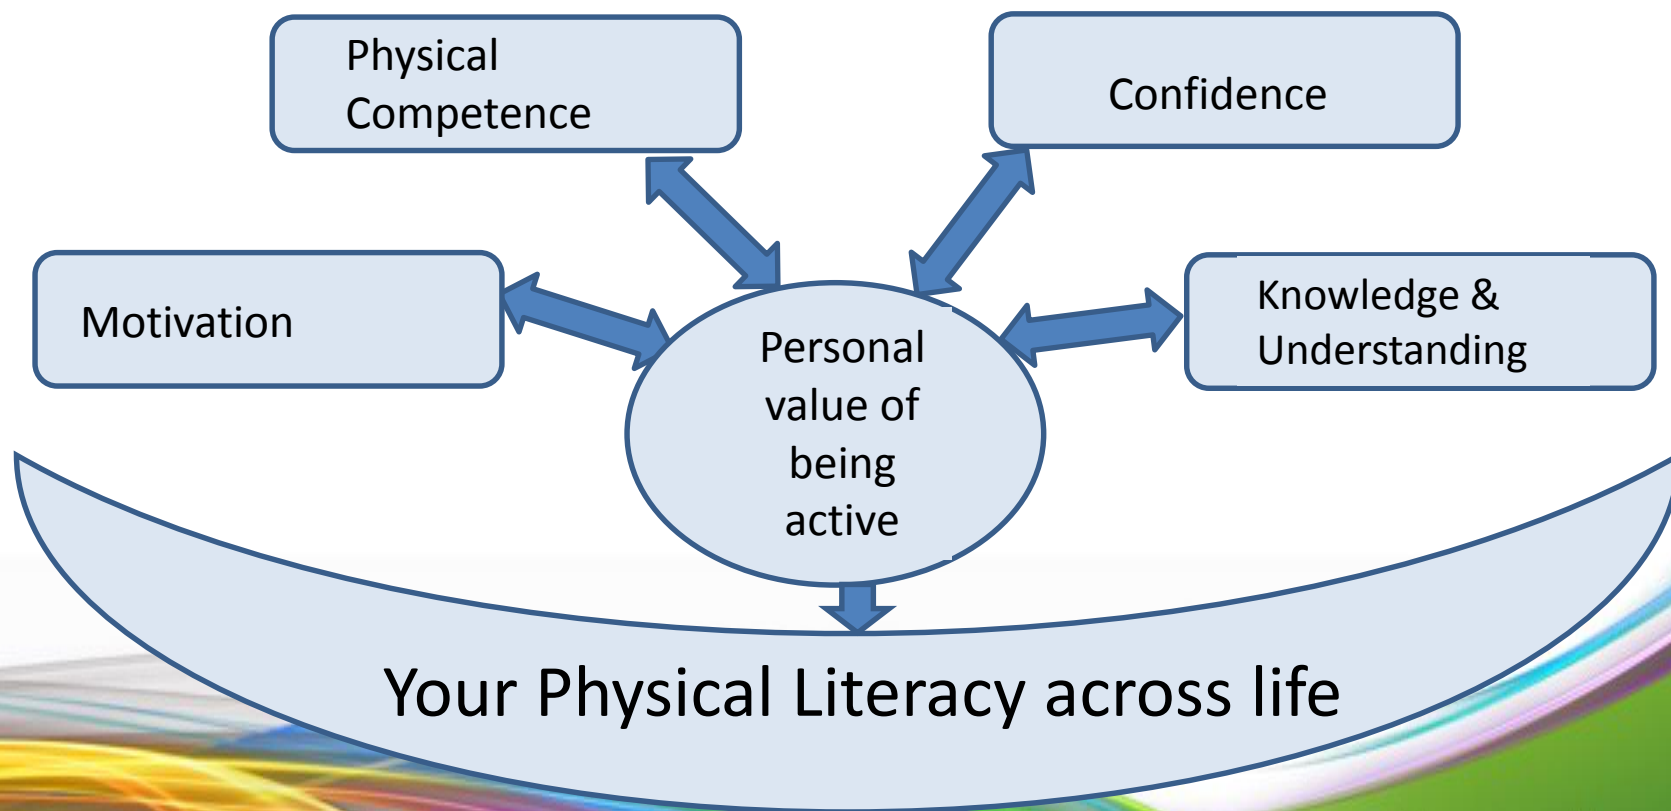 Physical
Competence
Confidence
Motivation
Knowledge &
Understanding
Personal
value of
being
active
Your Physical Literacy across life